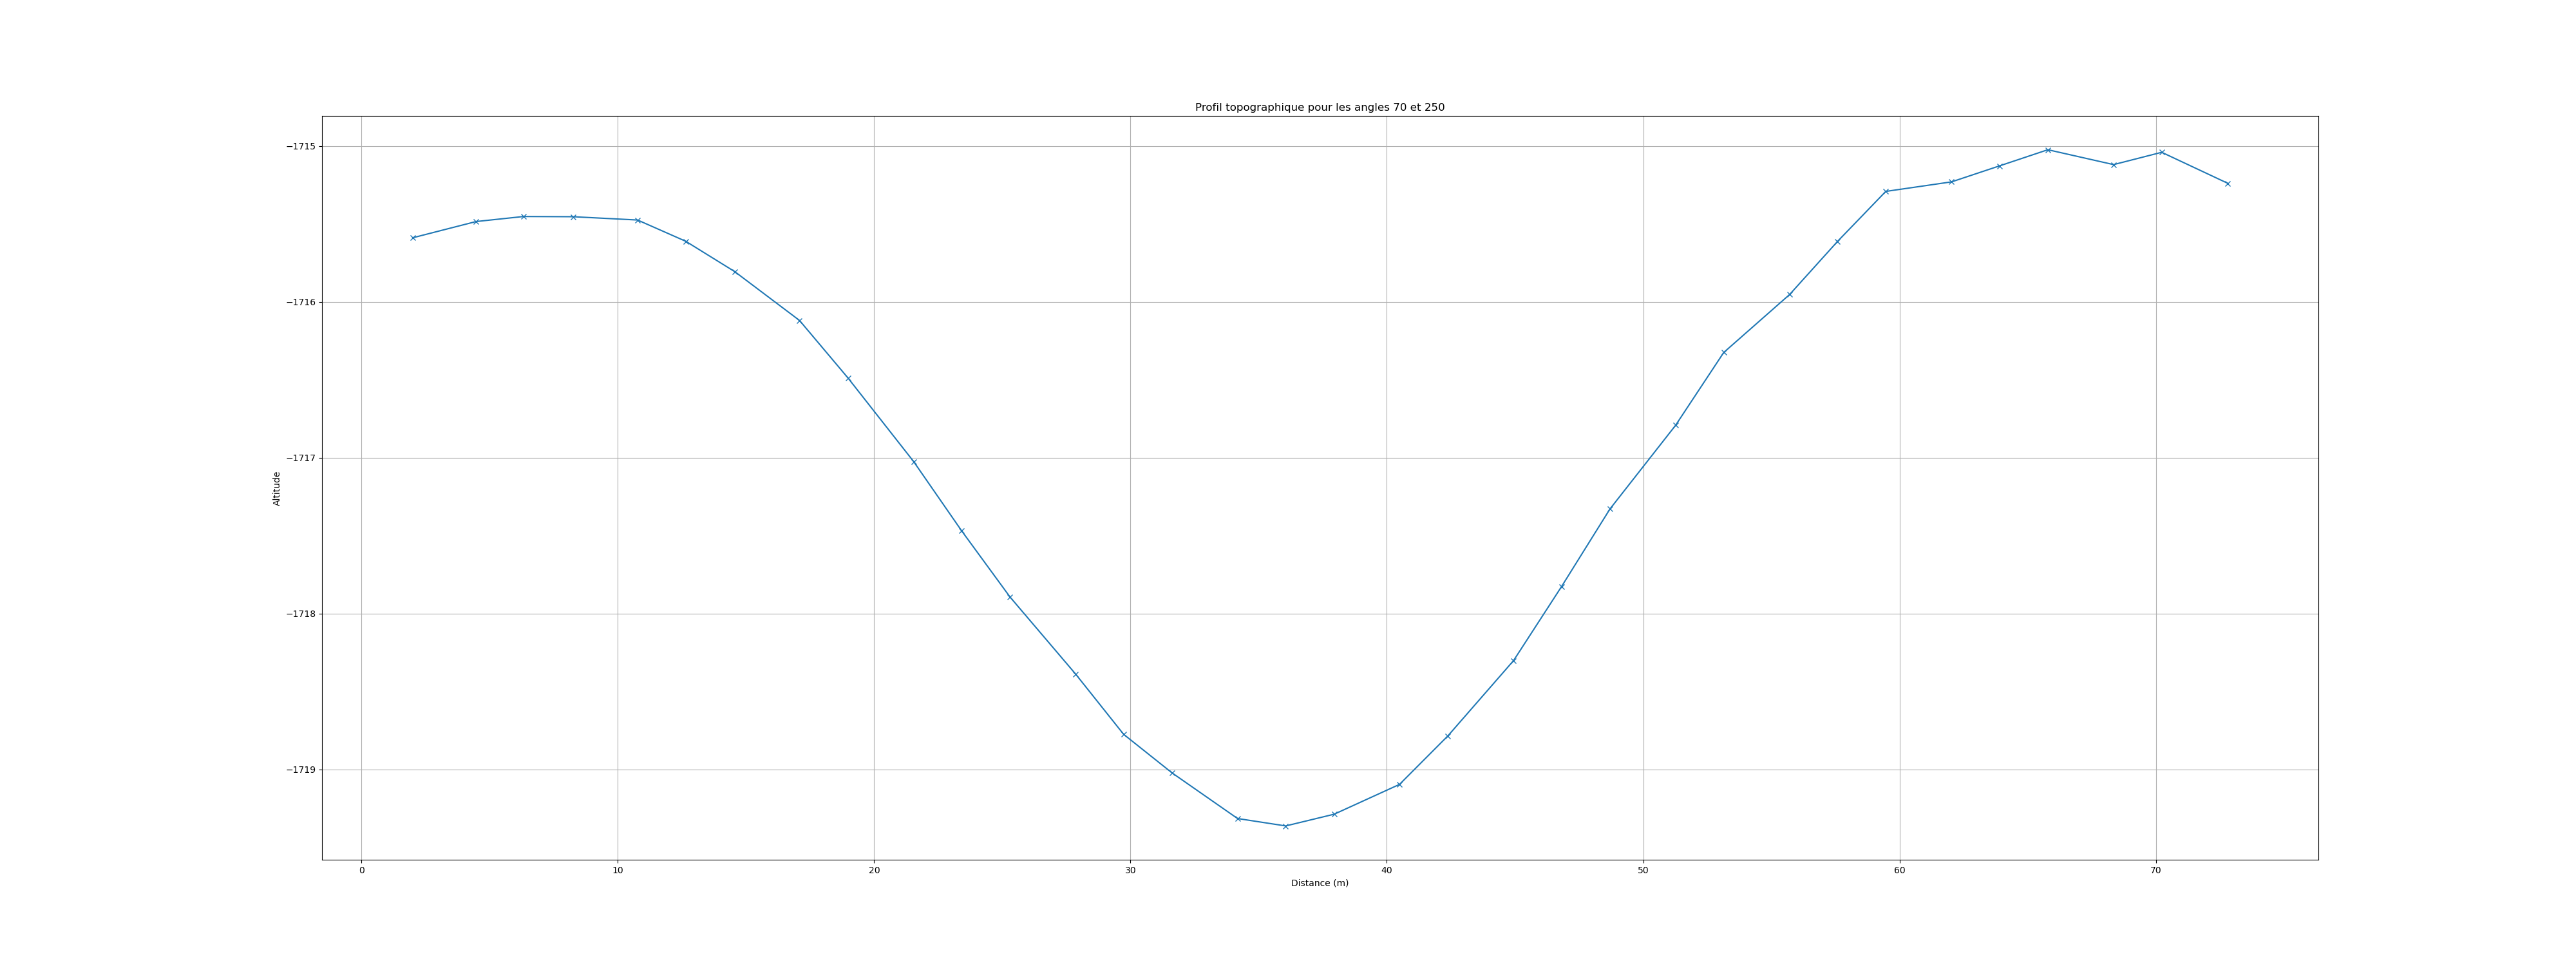 Profil topographique pour les angles 70 et 250
−1715
−1716
−1717
−1718
−1719
Altitude
0 10 20 30 40 50 60 70
Distance (m)